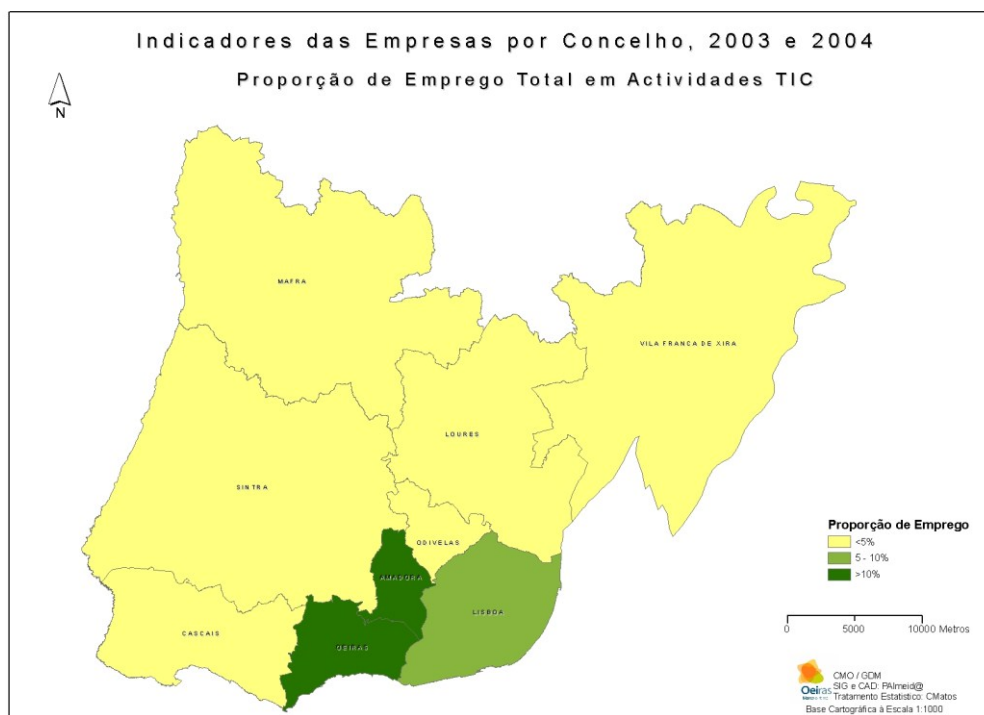 Indicadores das Empresas por Concelho, 2003 e 2004
Proporção de Emprego Total em Actividades TIC
N
MAFRA
VILA FRANCA DE XIRA
LOURES
SINTRA
ODIVELAS
AMADORA
LISBOA
CASCAIS
OEIRAS
Proporção de Emprego
<5%
5 - 10%
>10%
0 5000 10000 Metros
CMO / GDM
SIG e CAD: PAlmeid@
Oeiras
Tratamento Estatistico: CMatos
Base Cartográfica à Escala 1:1000